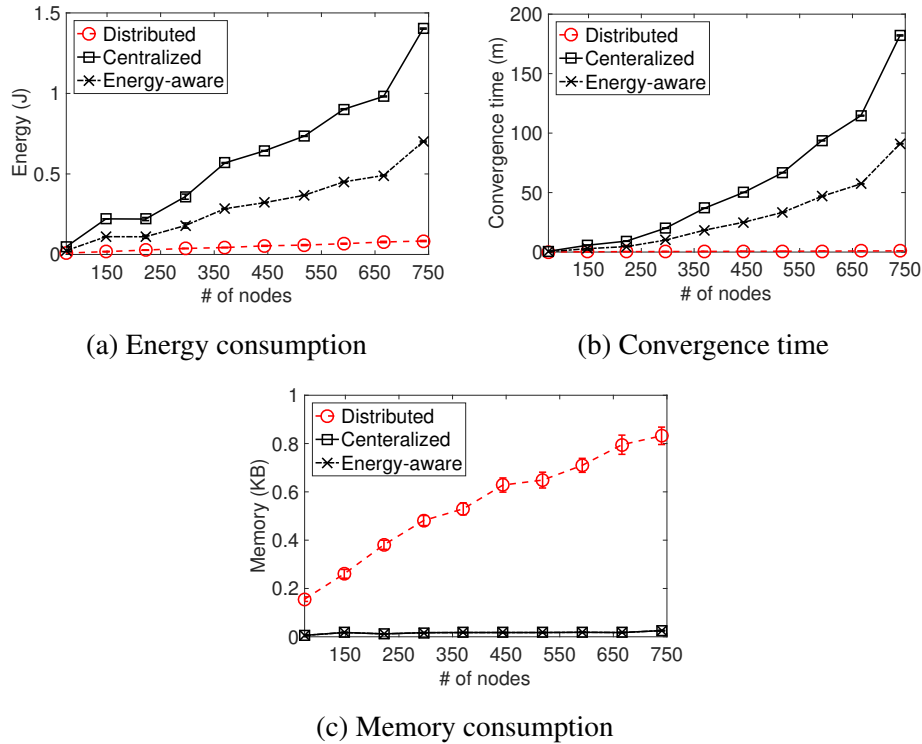 1.5
1
0.5
0
Energy (J)
Distributed
Centralized
Energy-aware
150 250 350 450 550 650 750
# of nodes
(a) Energy consumption
200
150
100
50
0
Convergence time (m)
Distributed
Centeralized
Energy-aware
150 250 350 450 550 650 750
# of nodes
(b) Convergence time
1
0.8
0.6
0.4
0.2
0
Memory (KB)
Distributed
Centeralized
Energy-aware
150 250 350 450 550 650 750
# of nodes
(c) Memory consumption